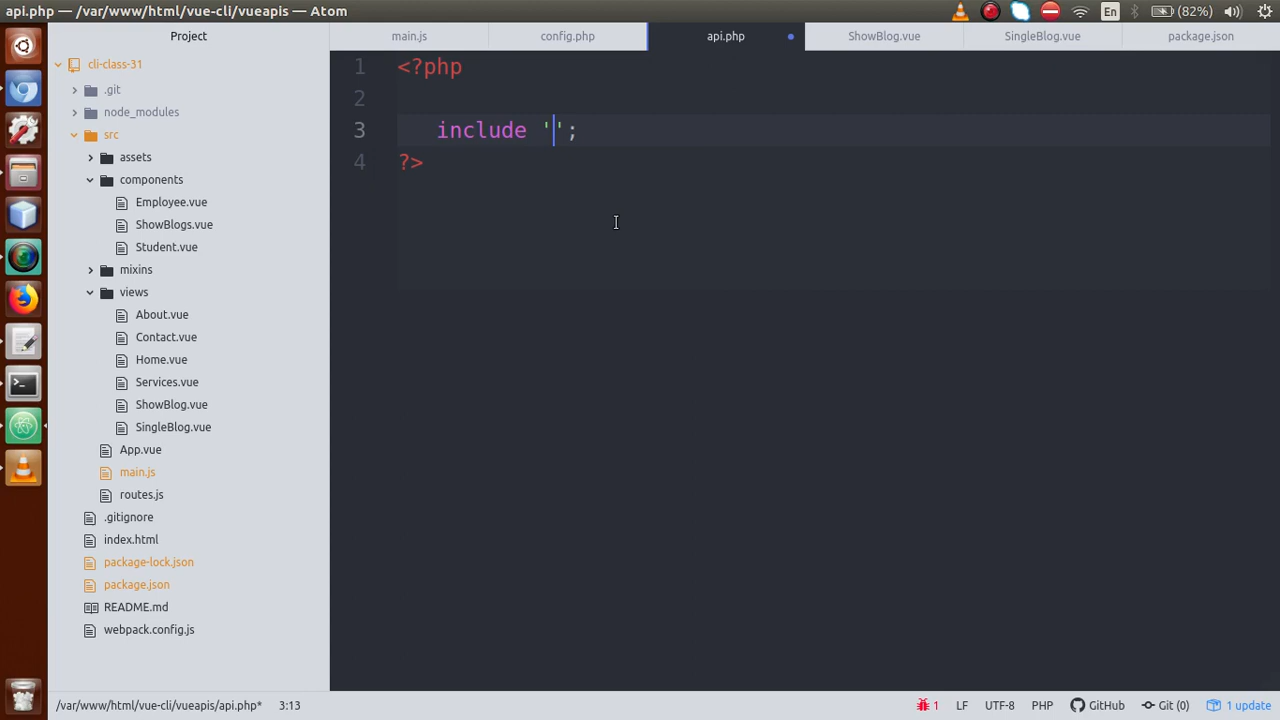 api.php — /var/www/html/vue-cli/vueapis — Atom
En
(82%)
Project
main.js
config.php
api.php
ShowBlog.vue
SingleBlog.vue
package.json
cli-class-31
.git
node_modules
src
assets
components
Employee.vue
ShowBlogs.vue
Student.vue
mixins
views
About.vue
Contact.vue
Home.vue
Services.vue
ShowBlog.vue
SingleBlog.vue
App.vue
main.js
routes.js
.gitignore
index.html
package-lock.json
package.json
README.md
webpack.config.js
1 <?php
2
3 include '';
4 ?>
/var/www/html/vue-cli/vueapis/api.php* 3:13
1 LF UTF-8 PHP GitHub Git (0) 1 update